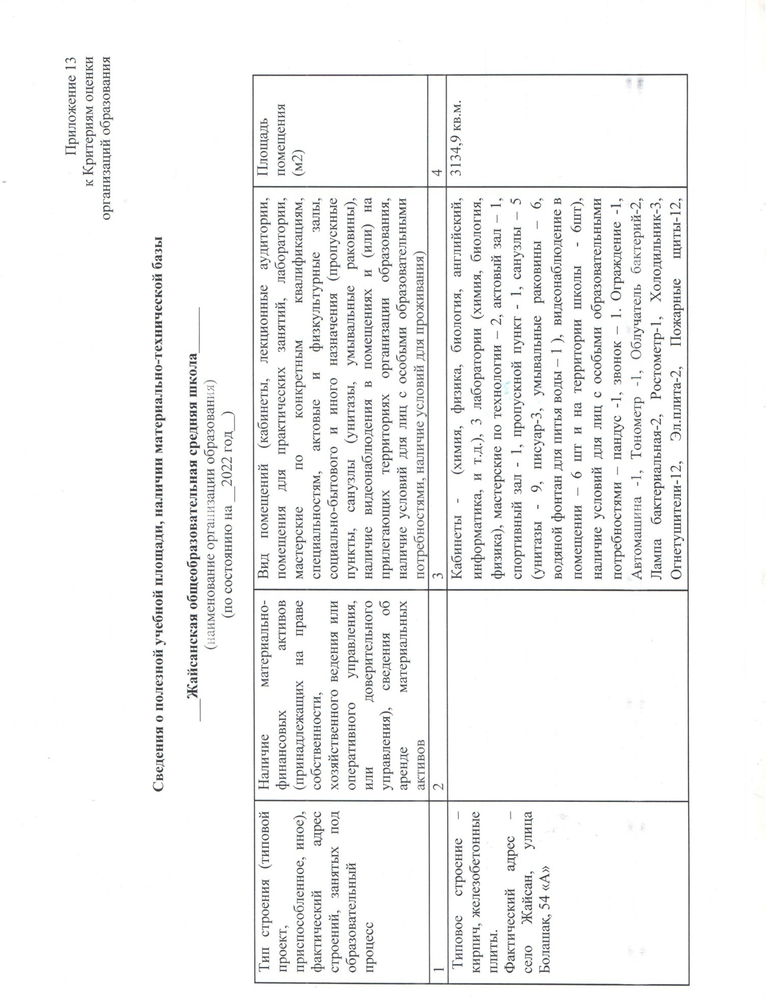 Приложение 13
к Критериям оценки
организаций образования
Сведения о полезной учебной площади, наличии материально-технической базы
___Жайсанская общеобразовательная средняя школа_______
(наименование организации образования)
(по состоянию на __2022 год__)
Тип строения (типовой
проект,
приспособленное, иное),
фактический адрес
строений, занятых под
образовательный
процесс
Наличие материально-
финансовых активов
(принадлежащих на праве
собственности,
хозяйственного ведения или
оперативного управления,
или доверительного
управления), сведения об
аренде материальных
активов
Вид помещений (кабинеты, лекционные аудитории,
помещения для практических занятий, лаборатории,
мастерские по конкретным квалификациям,
специальностям, актовые и физкультурные залы,
социально-бытового и иного назначения (пропускные
пункты, санузлы (унитазы, умывальные раковины),
наличие видеонаблюдения в помещениях и (или) на
прилегающих территориях организации образования,
наличие условий для лиц с особыми образовательными
потребностями, наличие условий для проживания)
Площадь
помещения
(м2)
1
2
3
4
Типовое строение –
кирпич, железобетонные
плиты.
Фактический адрес –
село Жайсан, улица
Болашақ, 54 «А»
Кабинеты - (химия, физика, биология, английский,
информатика, и т.д.), 3 лаборатории (химия, биология,
физика), мастерские по технологии – 2, актовый зал – 1,
спортивный зал - 1, пропускной пункт - 1, санузлы – 5
(унитазы - 9, писуар-3, умывальные раковины – 6,
водяной фонтан для питья воды – 1 ), видеонаблюдение в
помещении – 6 шт и на территории школы - 6шт),
наличие условий для лиц с особыми образовательными
потребностями – пандус -1, звонок – 1. Ограждение -1,
Автомашина -1, Тонометр -1, Облучатель бактерий-2,
Лампа бактериальная-2, Ростометр-1, Холодильник-3,
Огнетушители-12, Эл.плита-2, Пожарные щиты-12,
3134,9 кв.м.